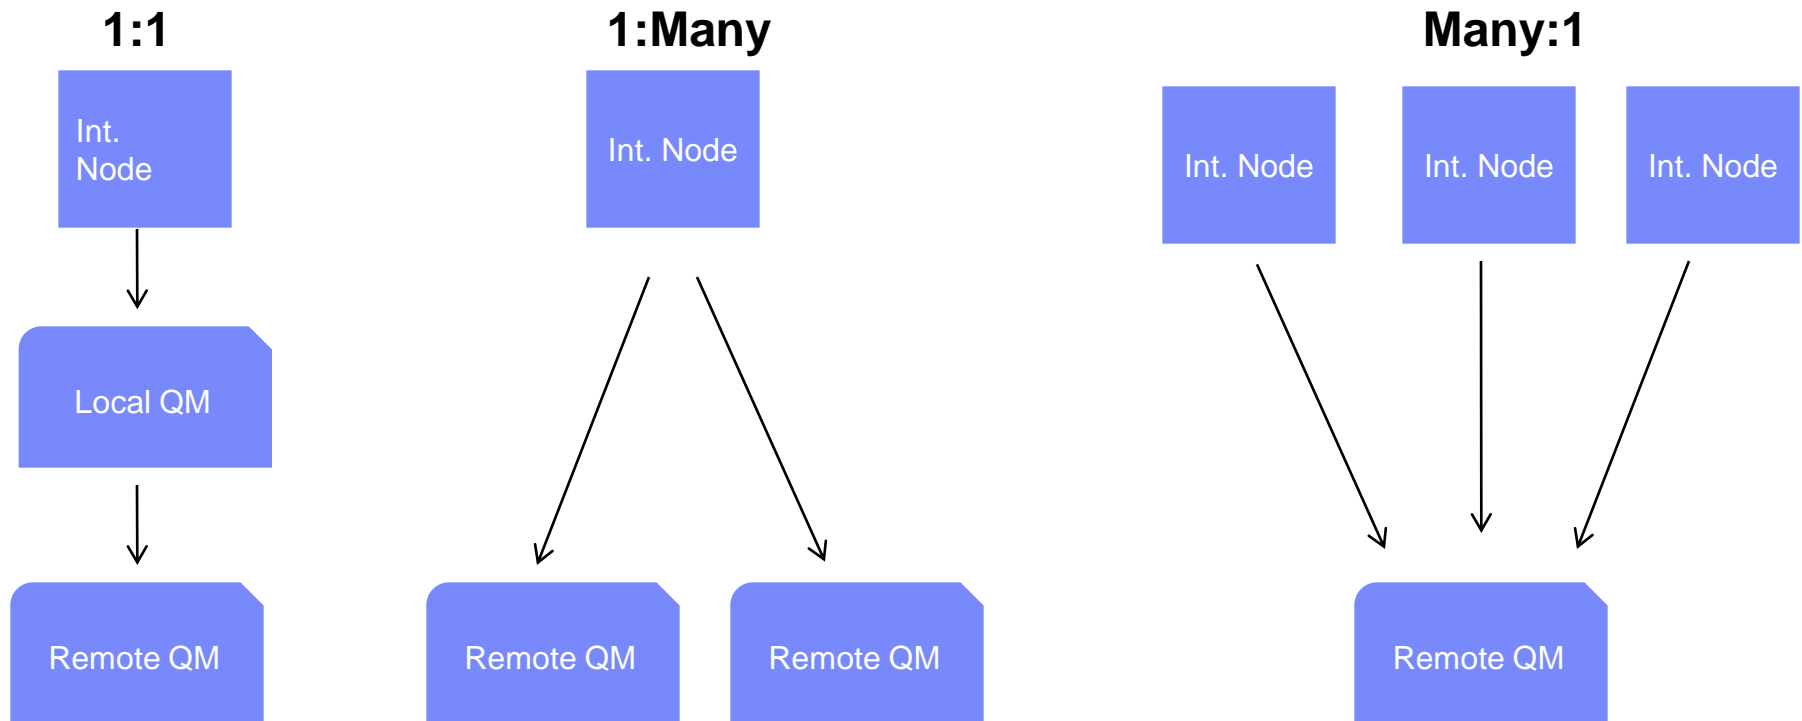 1:1
1:Many
Many:1
Int.
Node
Int. Node
Int. Node
Int. Node
Int. Node
Local QM
Remote QM
Remote QM
Remote QM
Remote QM